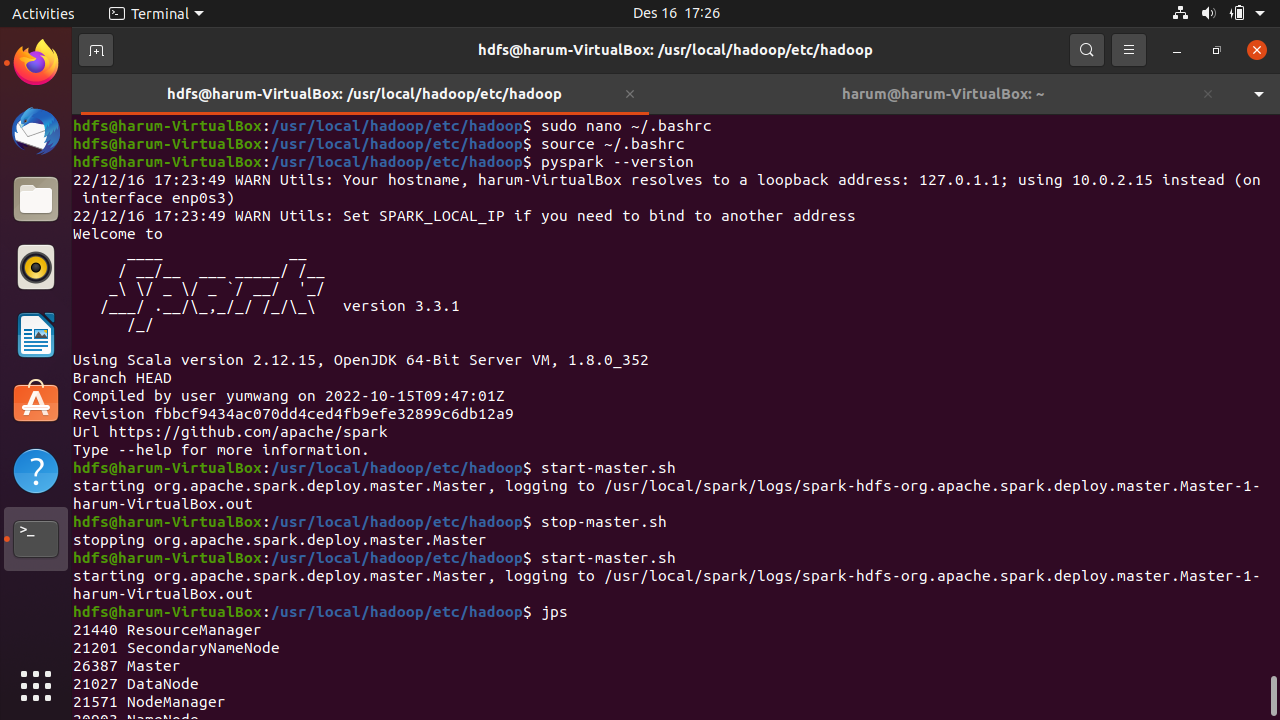 Activities
Terminal
Des 16 17:26
hdfs@harum-VirtualBox: /usr/local/hadoop/etc/hadoop
hdfs@harum-VirtualBox: /usr/local/hadoop/etc/hadoop
harum@harum-VirtualBox: ~
hdfs@harum-VirtualBox:/usr/local/hadoop/etc/hadoop$ sudo nano ~/.bashrc
hdfs@harum-VirtualBox:/usr/local/hadoop/etc/hadoop$ source ~/.bashrc
hdfs@harum-VirtualBox:/usr/local/hadoop/etc/hadoop$ pyspark --version
22/12/16 17:23:49 WARN Utils: Your hostname, harum-VirtualBox resolves to a loopback address: 127.0.1.1; using 10.0.2.15 instead (on
interface enp0s3)
22/12/16 17:23:49 WARN Utils: Set SPARK_LOCAL_IP if you need to bind to another address
Welcome to
Spark version 3.3.1
Using Scala version 2.12.15, OpenJDK 64-Bit Server VM, 1.8.0_352
Branch HEAD
Compiled by user yumwang on 2022-10-15T09:47:01Z
Revision fbbcf9434ac070dd4ced4fb9efe32899c6db12a9
Url https://github.com/apache/spark
Type --help for more information.
hdfs@harum-VirtualBox:/usr/local/hadoop/etc/hadoop$ start-master.sh
starting org.apache.spark.deploy.master.Master, logging to /usr/local/spark/logs/spark-hdfs-org.apache.spark.deploy.master.Master-1-
harum-VirtualBox.out
hdfs@harum-VirtualBox:/usr/local/hadoop/etc/hadoop$ stop-master.sh
stopping org.apache.spark.deploy.master.Master
hdfs@harum-VirtualBox:/usr/local/hadoop/etc/hadoop$ start-master.sh
starting org.apache.spark.deploy.master.Master, logging to /usr/local/spark/logs/spark-hdfs-org.apache.spark.deploy.master.Master-1-
harum-VirtualBox.out
hdfs@harum-VirtualBox:/usr/local/hadoop/etc/hadoop$ jps
21440 ResourceManager
21201 SecondaryNameNode
26387 Master
21027 DataNode
21571 NodeManager
NameNode